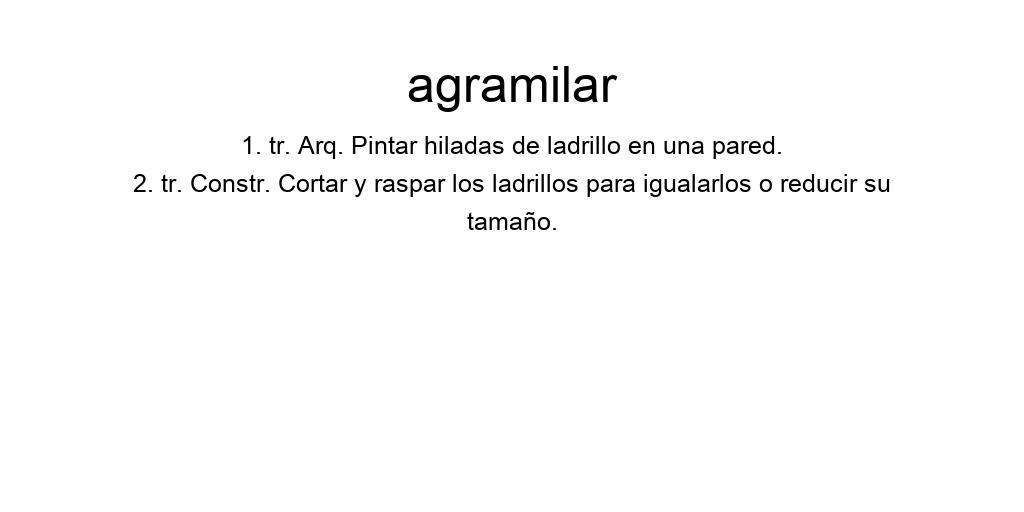 agramilar
1. tr. Arq. Pintar hiladas de ladrillo en una pared.
2. tr. Constr. Cortar y raspar los ladrillos para igualarlos o reducir su
tamaño.